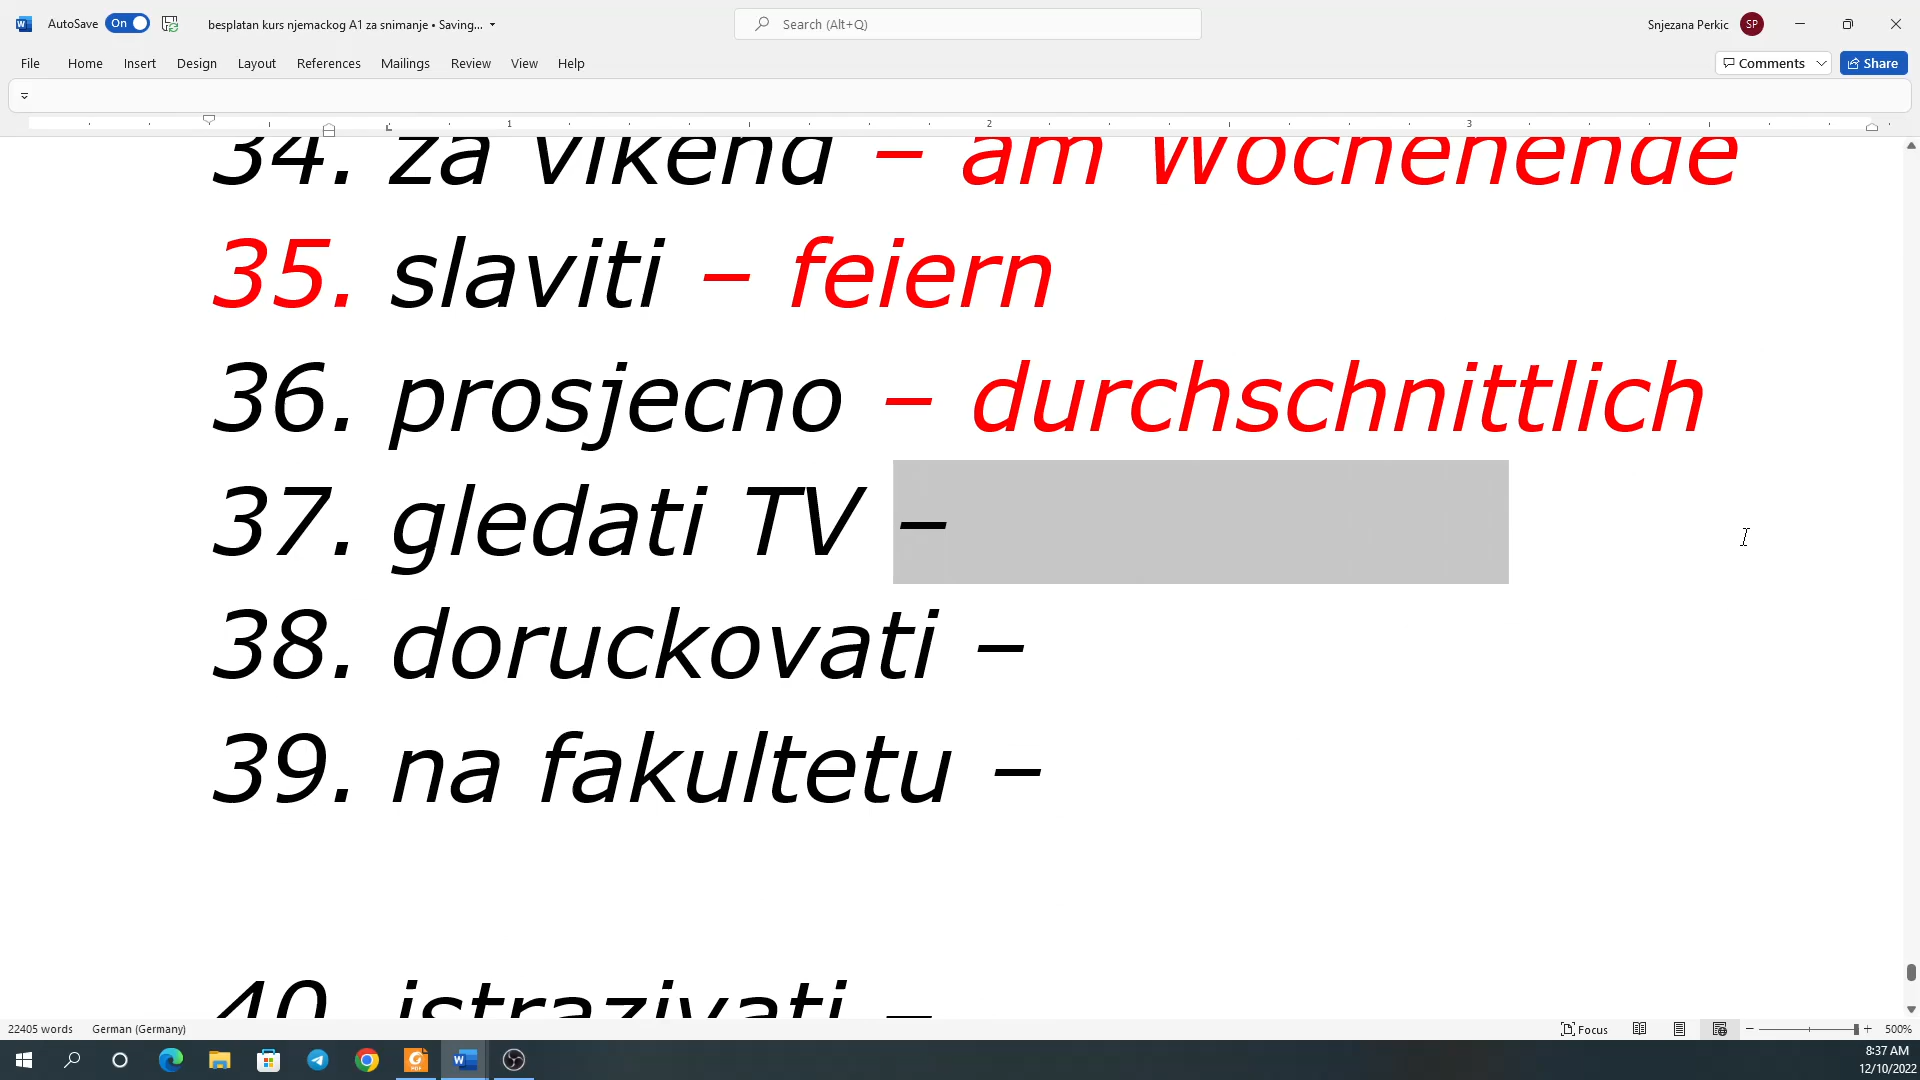 AutoSave On besplatan kurs njemackog A1 za snimanje • Saving... Search (Alt+Q) Snjezana Perkic SP
File Home Insert Design Layout References Mailings Review View Help Comments Share
1 2 3
34. za vikend – am Wochenende
35. slaviti – feiern
36. prosjecno – durchschnittlich
37. gledati TV –
38. doruckovati –
39. na fakultetu –
40. istrazivati –
22405 words German (Germany) Focus 500%
8:37 AM
12/10/2022